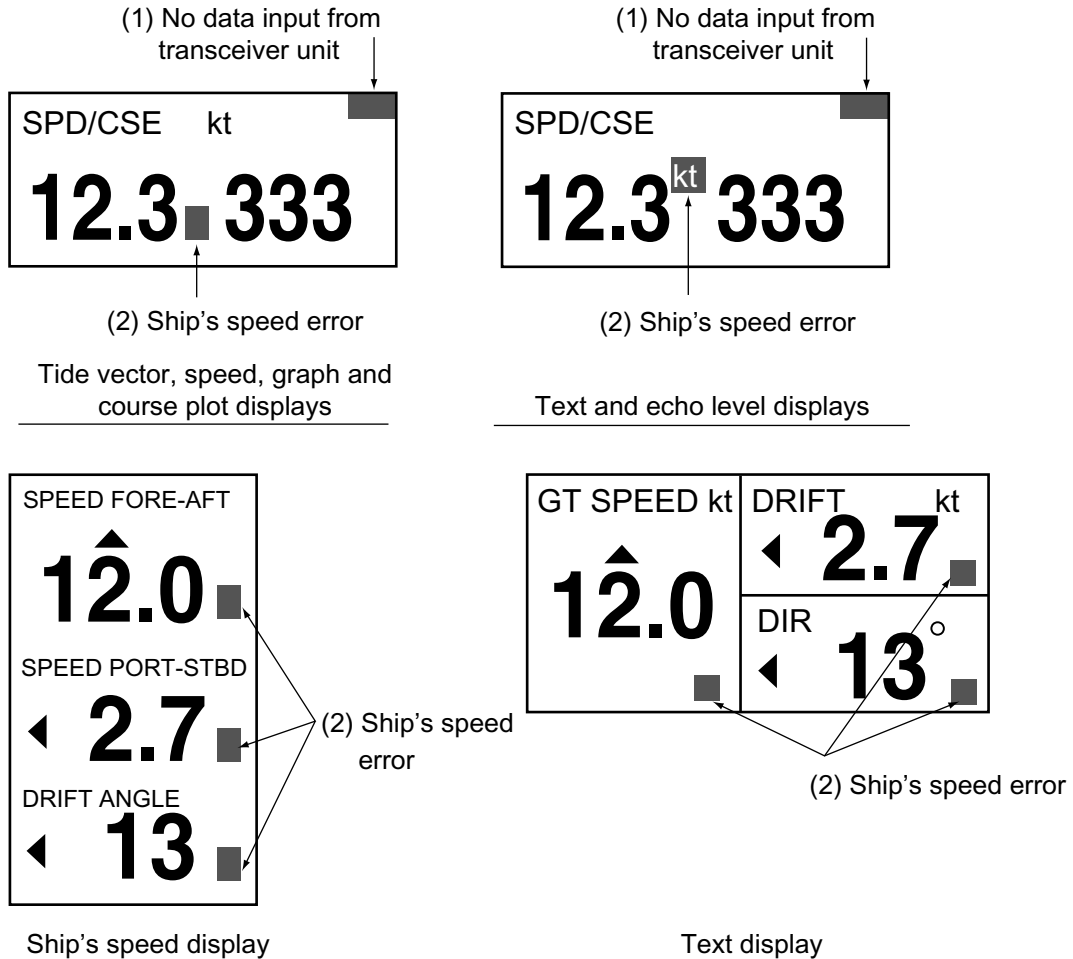 (1) No data input from
transceiver unit
SPD/CSE kt
12.3 333
(2) Ship's speed error
Tide vector, speed, graph and
course plot displays
(1) No data input from
transceiver unit
SPD/CSE
12.3 kt 333
(2) Ship's speed error
Text and echo level displays
SPEED FORE-AFT
12.0
SPEED PORT-STBD
2.7
DRIFT ANGLE
13
(2) Ship's speed
error
Ship's speed display
GT SPEED kt
12.0
DRIFT kt
2.7
DIR
13°
(2) Ship's speed error
Text display